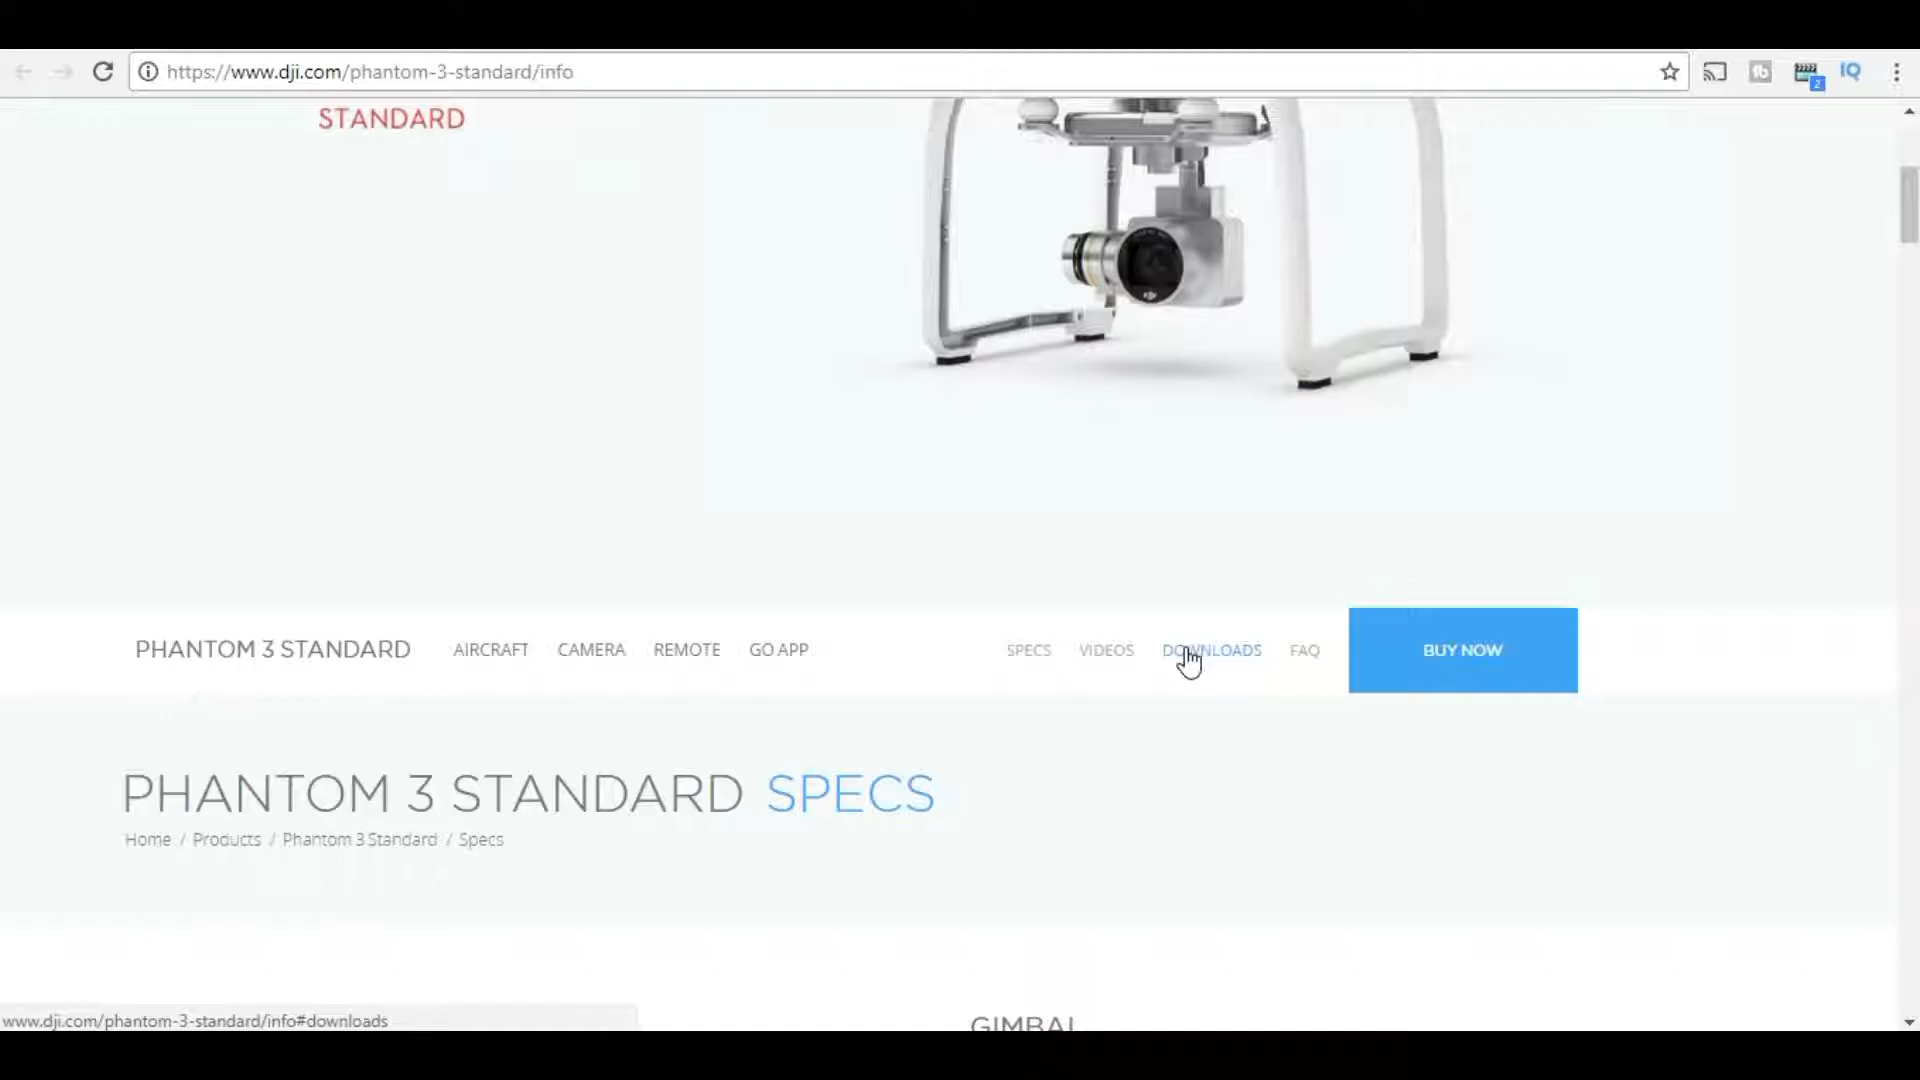 https://www.dji.com/phantom-3-standard/info
2
STANDARD
PHANTOM 3 STANDARD AIRCRAFT CAMERA REMOTE GO APP SPECS VIDEOS DOWNLOADS FAQ BUY NOW
PHANTOM 3 STANDARD SPECS
Home / Products / Phantom 3 Standard / Specs
GIMBAL
www.dji.com/phantom-3-standard/info#downloads